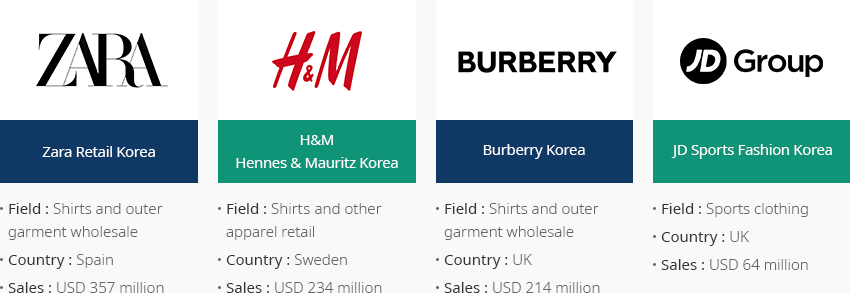 ZARA
Zara Retail Korea
• Field : Shirts and outer
garment wholesale
• Country : Spain
• Sales : USD 357 million
H&M
H&M
Hennes & Mauritz Korea
• Field : Shirts and other
apparel retail
• Country : Sweden
• Sales : USD 234 million
BURBERRY
Burberry Korea
• Field : Shirts and outer
garment wholesale
• Country : UK
• Sales : USD 214 million
JD Group
JD Sports Fashion Korea
• Field : Sports clothing
• Country : UK
• Sales : USD 64 million